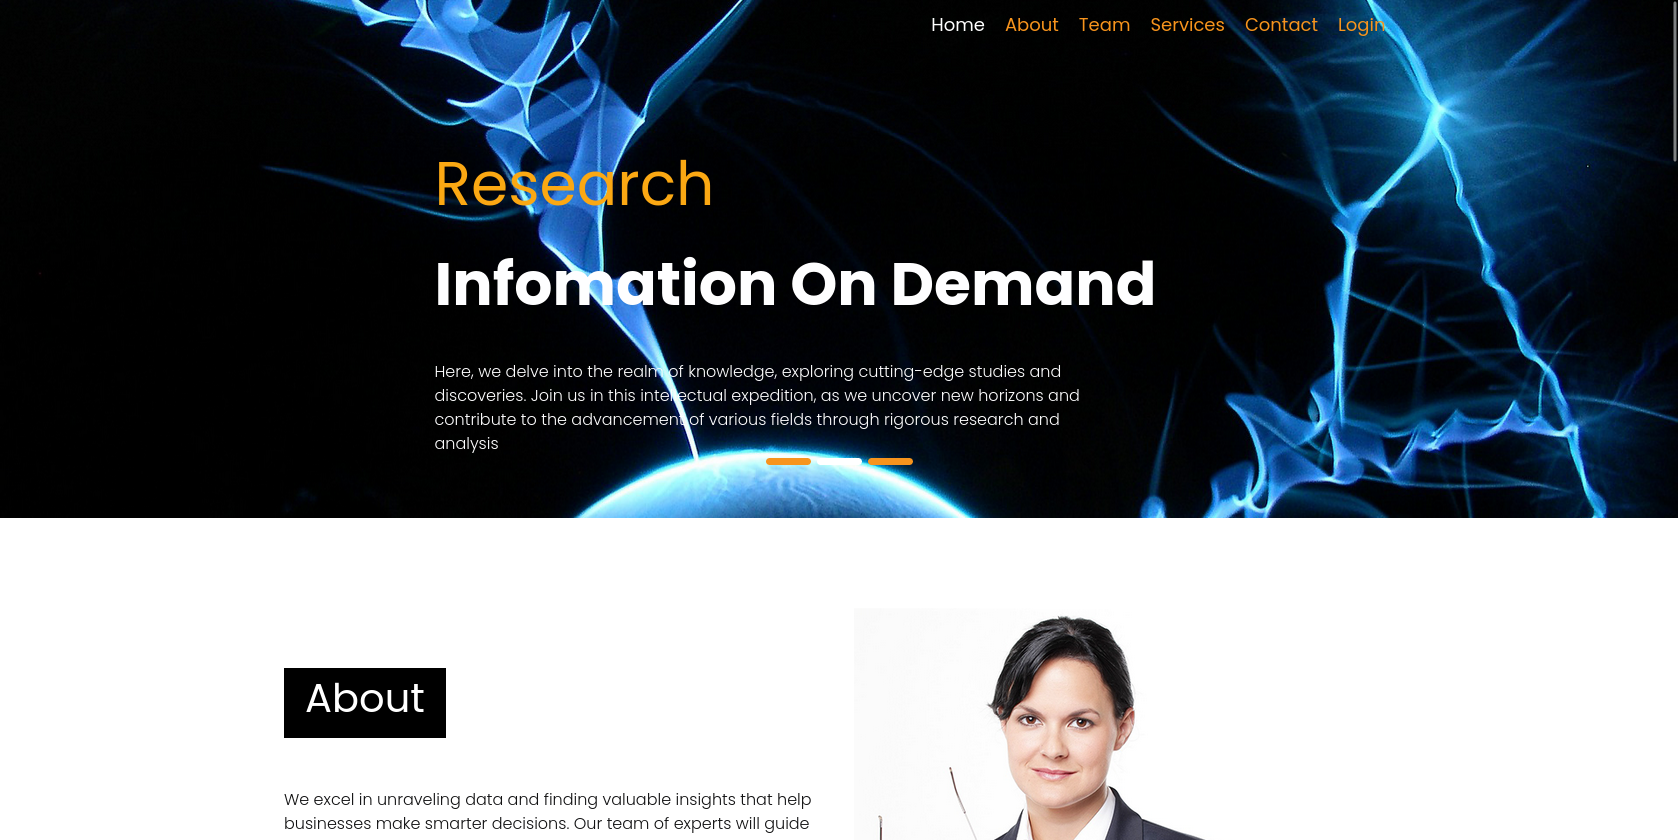 Home About Team Services Contact Login
Research
Infomation On Demand
Here, we delve into the realm of knowledge, exploring cutting-edge studies and
discoveries. Join us in this intellectual expedition, as we uncover new horizons and
contribute to the advancement of various fields through rigorous research and
analysis
About
We excel in unraveling data and finding valuable insights that help
businesses make smarter decisions. Our team of experts will guide